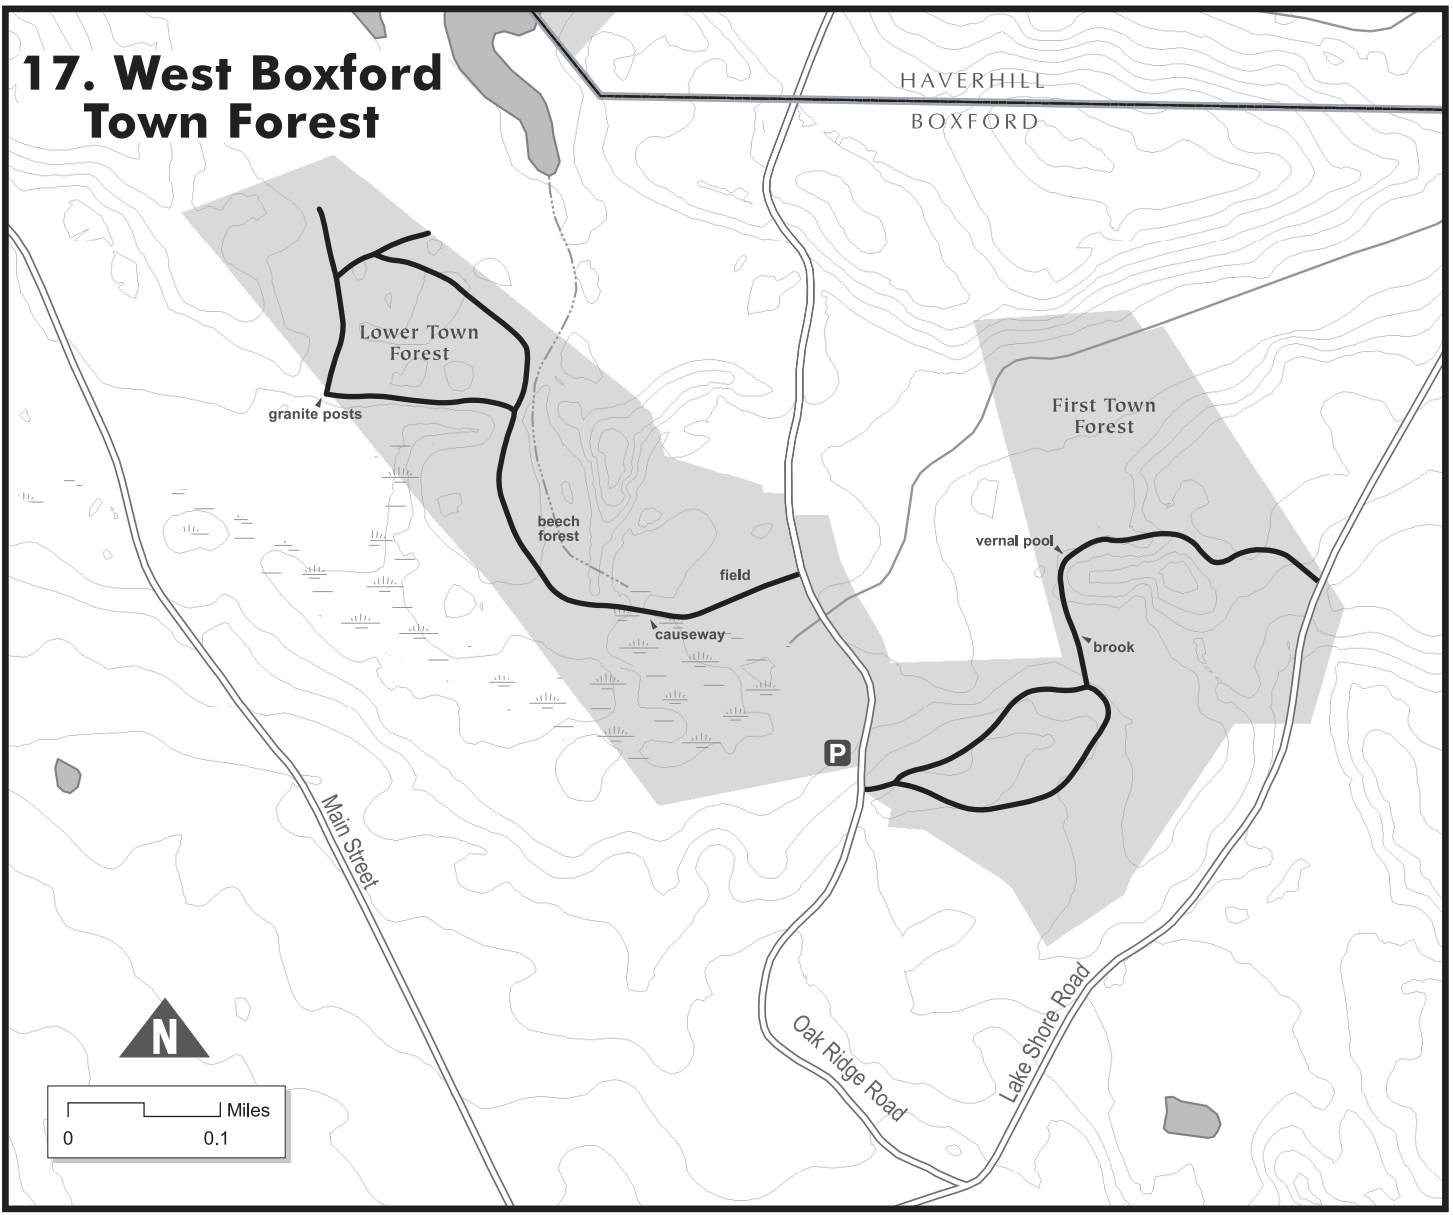 17. West Boxford
Town Forest
HAVERHILL
BOXFORD
Lower Town
Forest
granite posts
First Town
Forest
beech
forest
vernal pool
field
causeway
brook
P
Main Street
Oak Ridge Road
Lake Shore Road
N
Miles
0 0.1